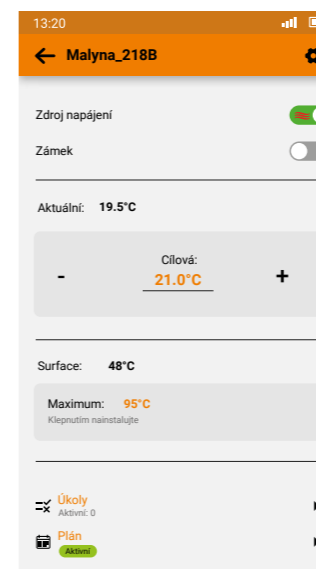 13:20
Malyna_218B
Zdroj napájení
Zámek
Aktuální: 19.5°C
Cílová:
- 21.0°C +
Surface: 48°C
Maximum: 95°C
Klepnutím nainstalujte
Úkoly
Aktivní: 0
Plán
Aktivní